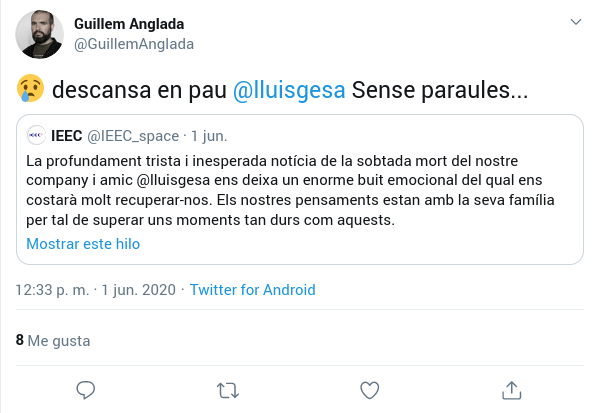 Guillem Anglada
@GuillemAnglada
😢 descansa en pau @lluisgesa Sense paraules...
IEEC @IEEC_space · 1 jun.
La profundament trista i inesperada notícia de la sobtada mort del nostre
company i amic @lluisgesa ens deixa un enorme buit emocional del qual ens
costarà molt recuperar-nos. Els nostres pensaments estan amb la seva família
per tal de superar uns moments tan durs com aquests.
Mostrar este hilo
12:33 p. m. · 1 jun. 2020 · Twitter for Android
8 Me gusta